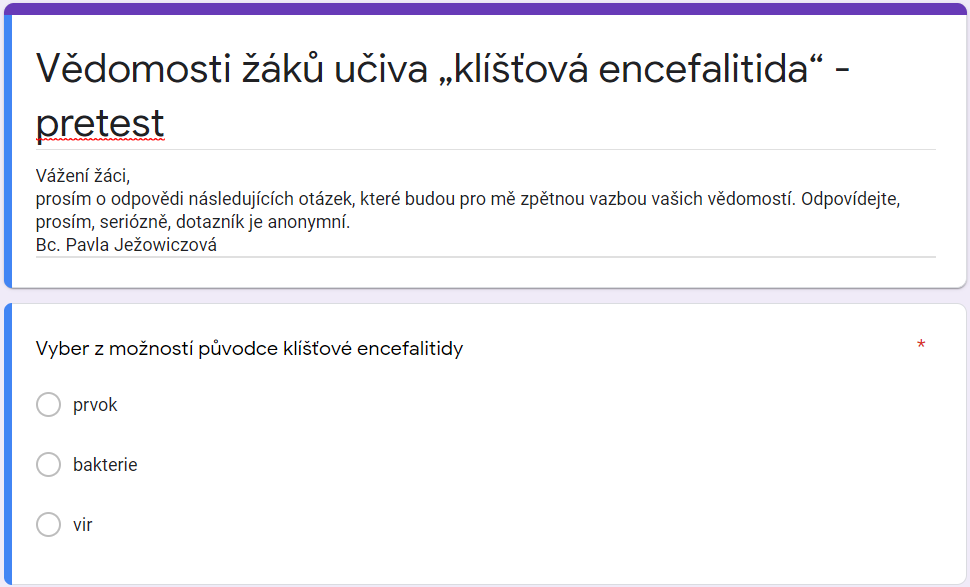 Vědomosti žáků učiva „klíšťová encefalitida“ -
pretest
Vážení žáci,
prosím o odpovědi následujících otázek, které budou pro mě zpětnou vazbou vašich vědomostí. Odpovídejte,
prosím, seriózně, dotazník je anonymní.
Bc. Pavla Ježowiczová
Vyber z možností původce klíšťové encefalitidy *
prvok
bakterie
vir